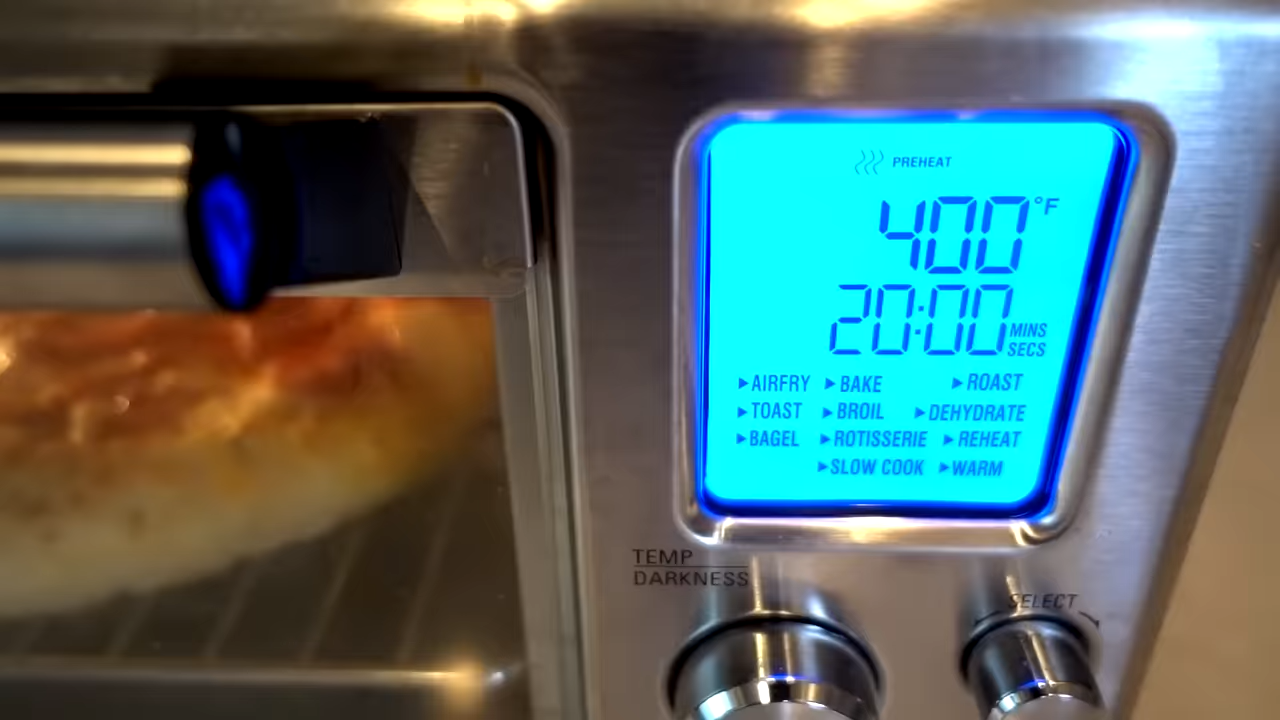 PREHEAT
400°F
20:00 MINS SECS
▶AIRFRY ▶BAKE ▶ROAST
▶TOAST ▶BROIL ▶DEHYDRATE
▶BAGEL ▶ROTISSERIE ▶REHEAT
▶SLOW COOK ▶WARM
TEMP
DARKNESS
SELECT